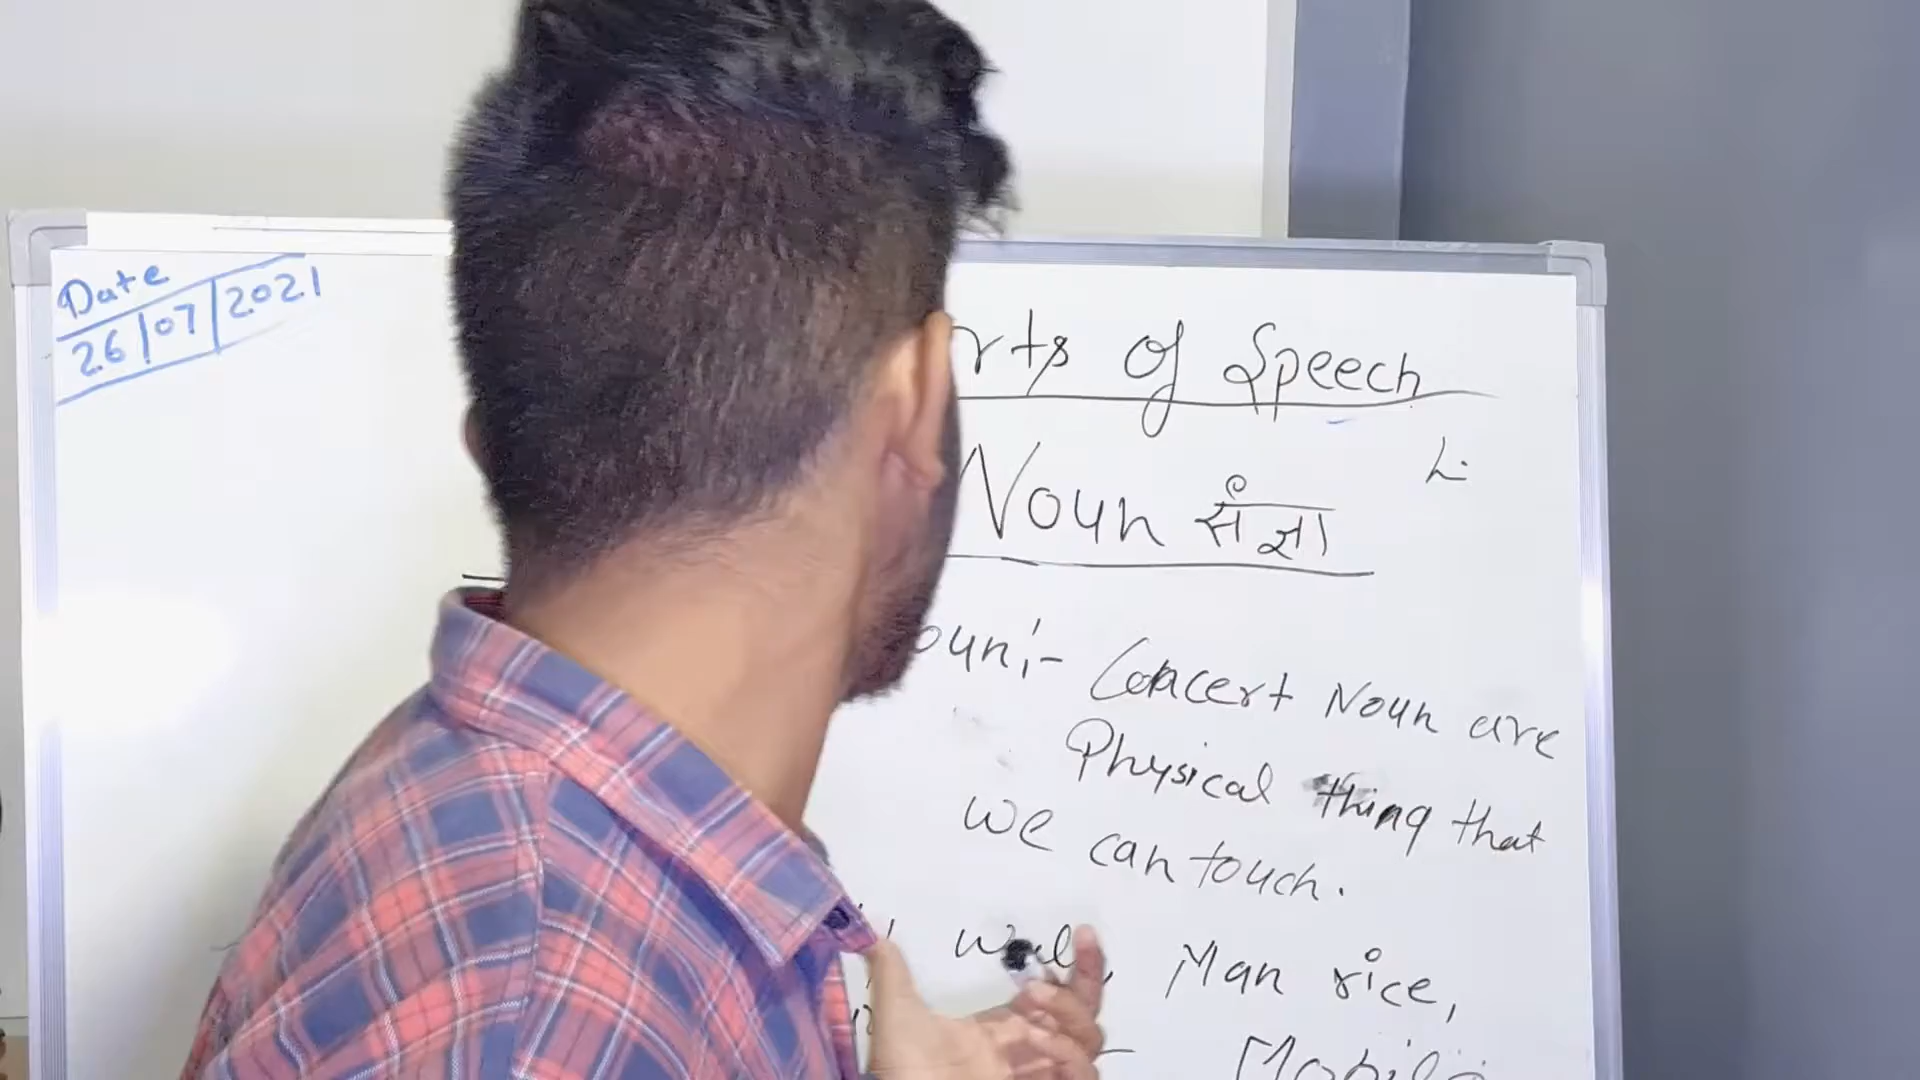 Date
26/07/2021
rts Of Speech
Noun संज्ञा
oun:- Concert Noun are
Physical thing that
we can touch.
wall, Man rice,
Mobile